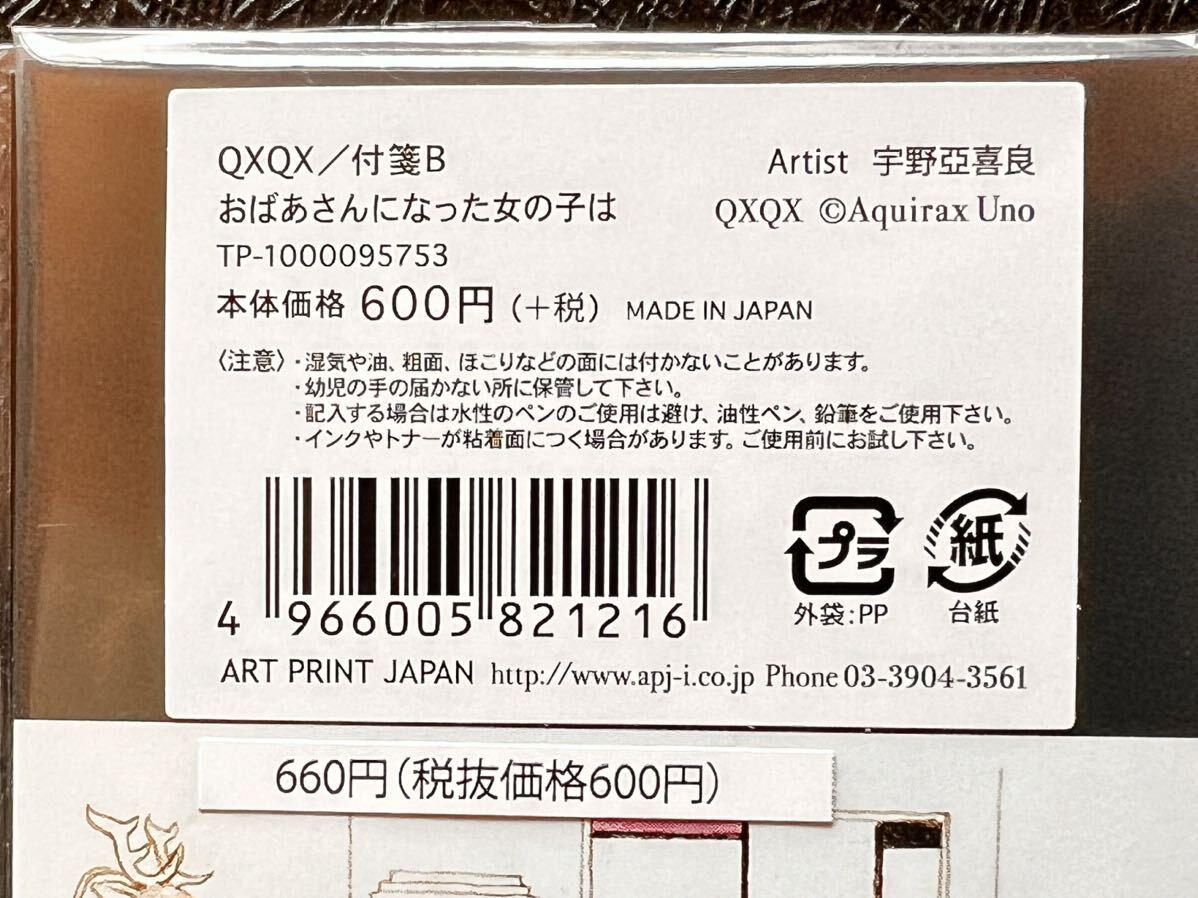 QXQX/付箋B
Artist 宇野亞喜良
おばあさんになった女の子は
QXQX ©Aquirax Uno
TP-1000095753
本体価格 600円(+税) MADE IN JAPAN
〈注意〉・湿気や油、粗面、ほこりなどの面には付かないことがあります。
・幼児の手の届かない所に保管して下さい。
・記入する場合は水性のペンのご使用は避け、油性ペン、鉛筆をご使用下さい。
・インクやトナーが粘着面につく場合があります。ご使用前にお試し下さい。
プラ
紙
外袋:PP
台紙
4 966005 821216
ART PRINT JAPAN http://www.apj-i.co.jp Phone 03-3904-3561
660円(税抜価格600円)